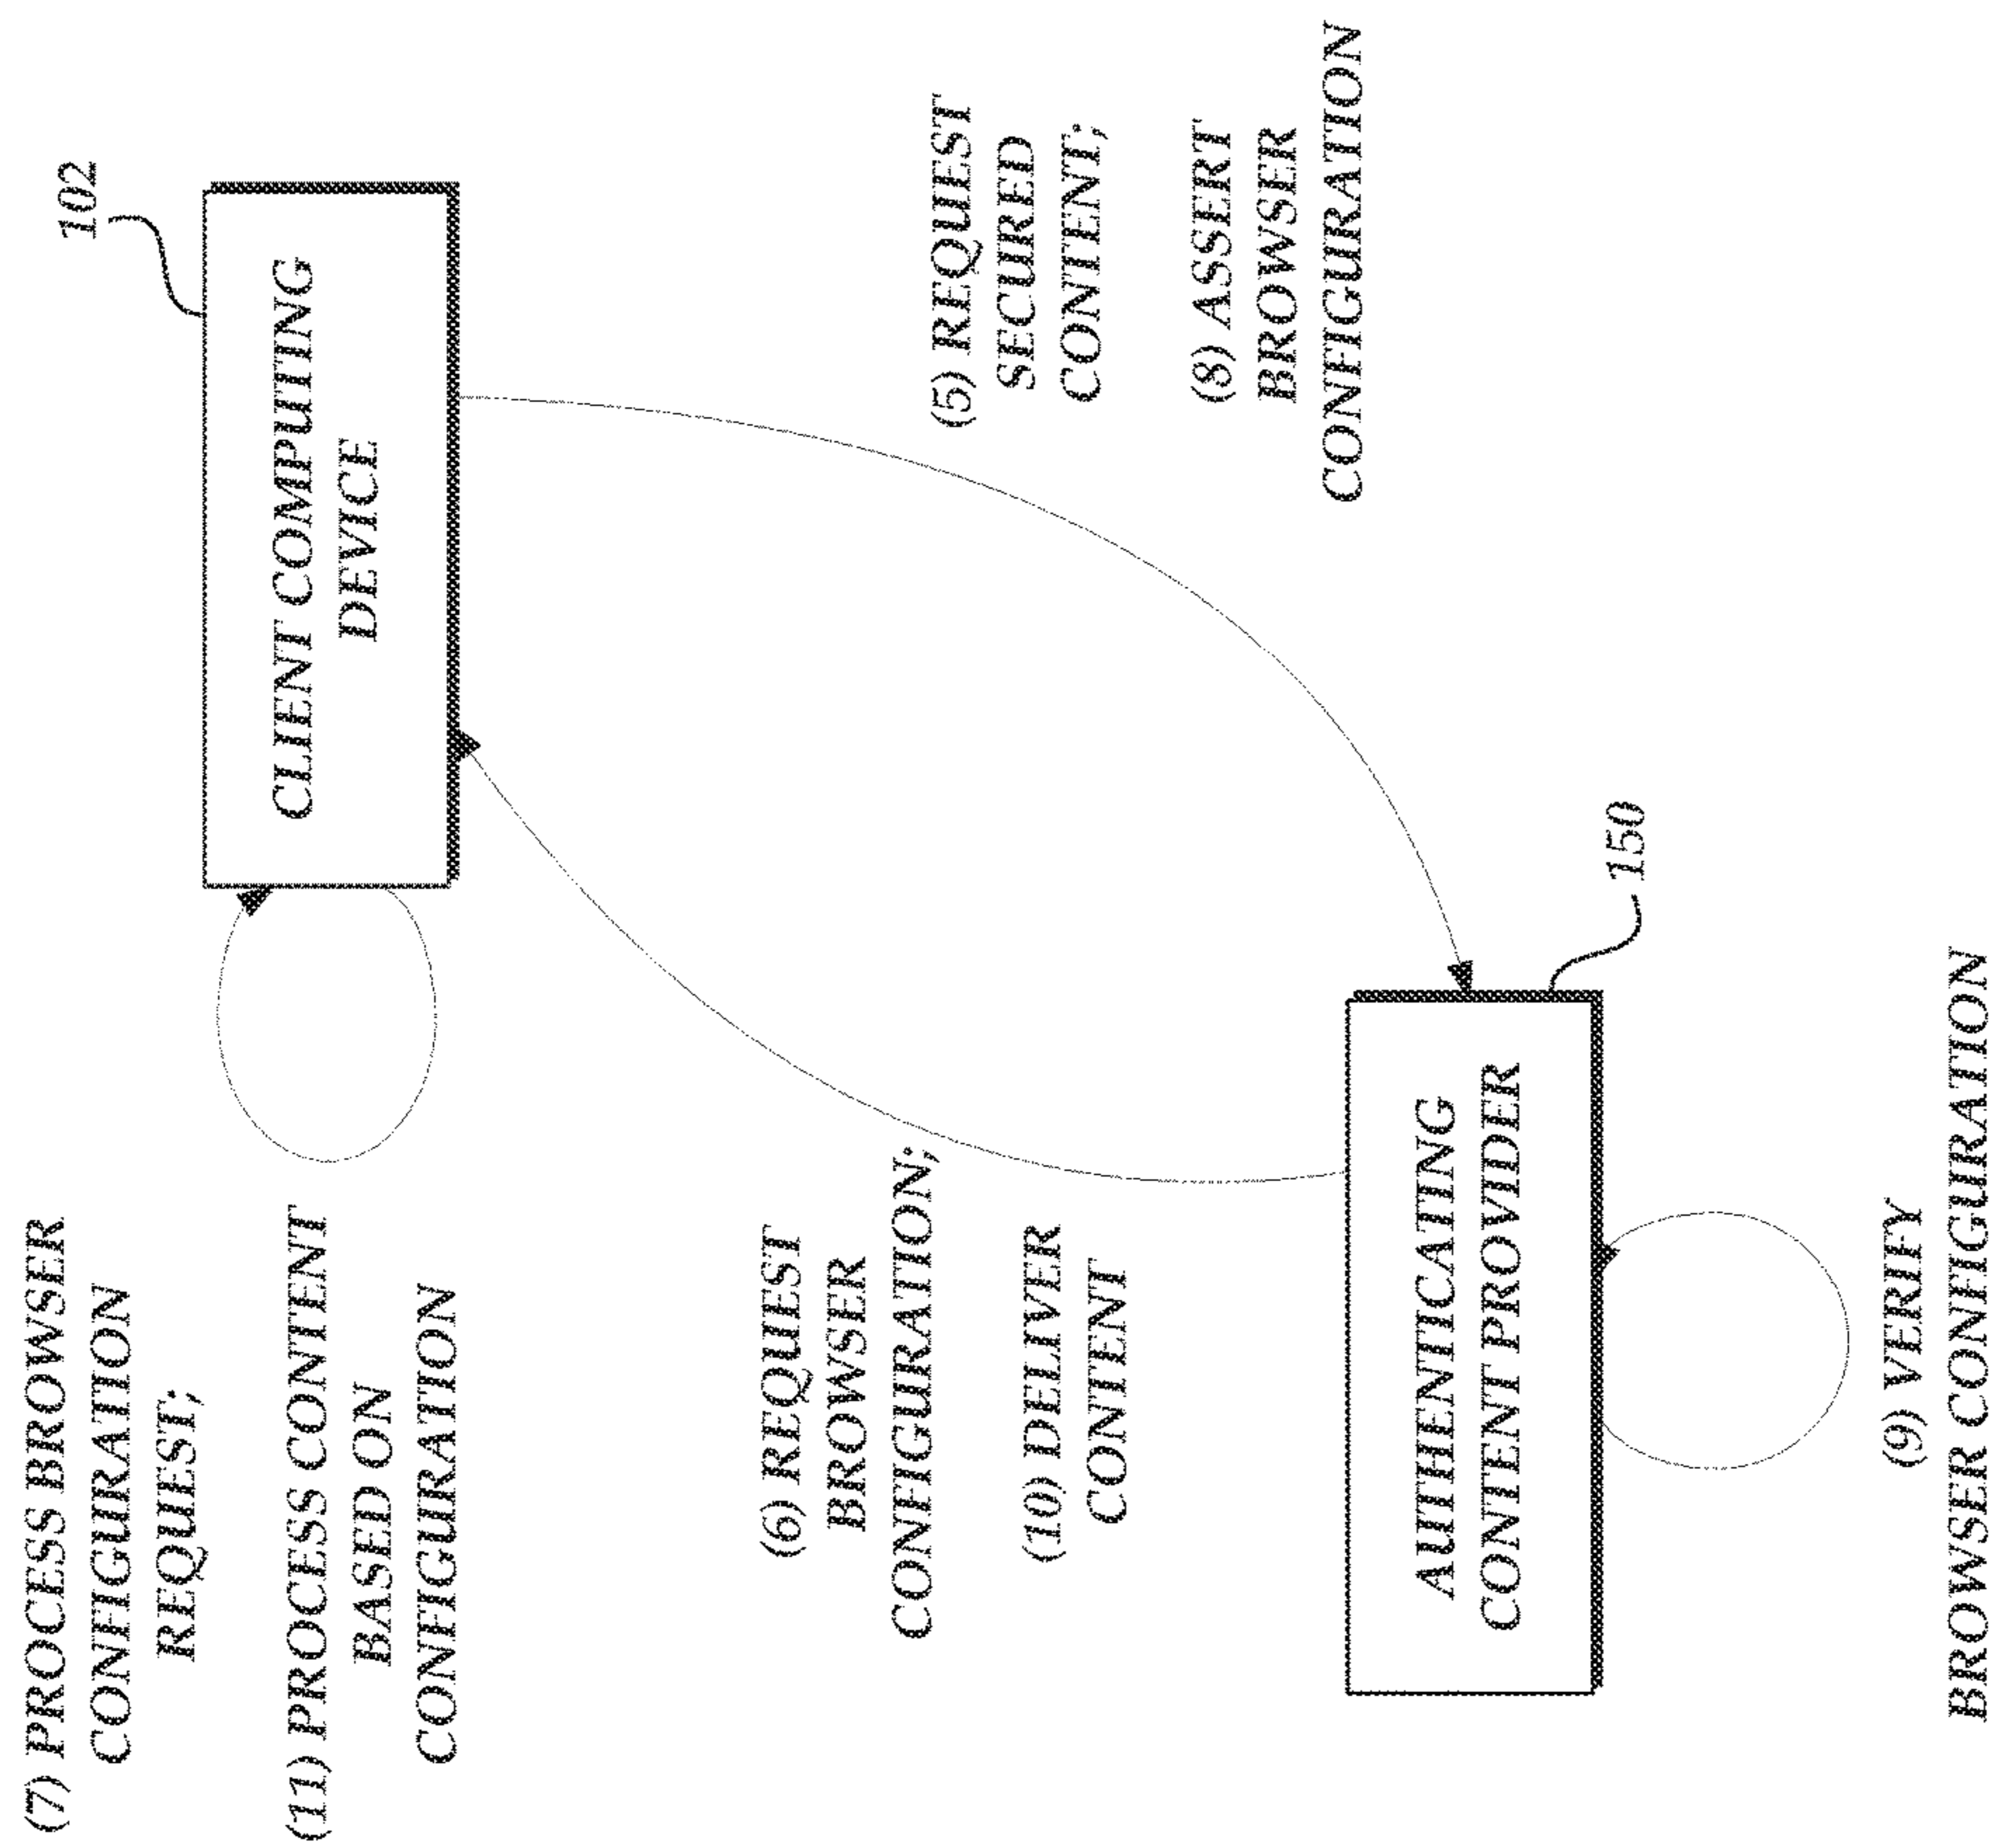 (7) PROCESS BROWSER
CONFIGURATION
REQUEST;
(11) PROCESS CONTENT
BASED ON
CONFIGURATION
102
CLIENT COMPUTING
DEVICE
(6) REQUEST
BROWSER
CONFIGURATION;
(10) DELIVER
CONTENT
(5) REQUEST
SECURED
CONTENT;
(8) ASSERT
BROWSER
CONFIGURATION
AUTHENTICATING
CONTENT PROVIDER
150
(9) VERIFY
BROWSER CONFIGURATION